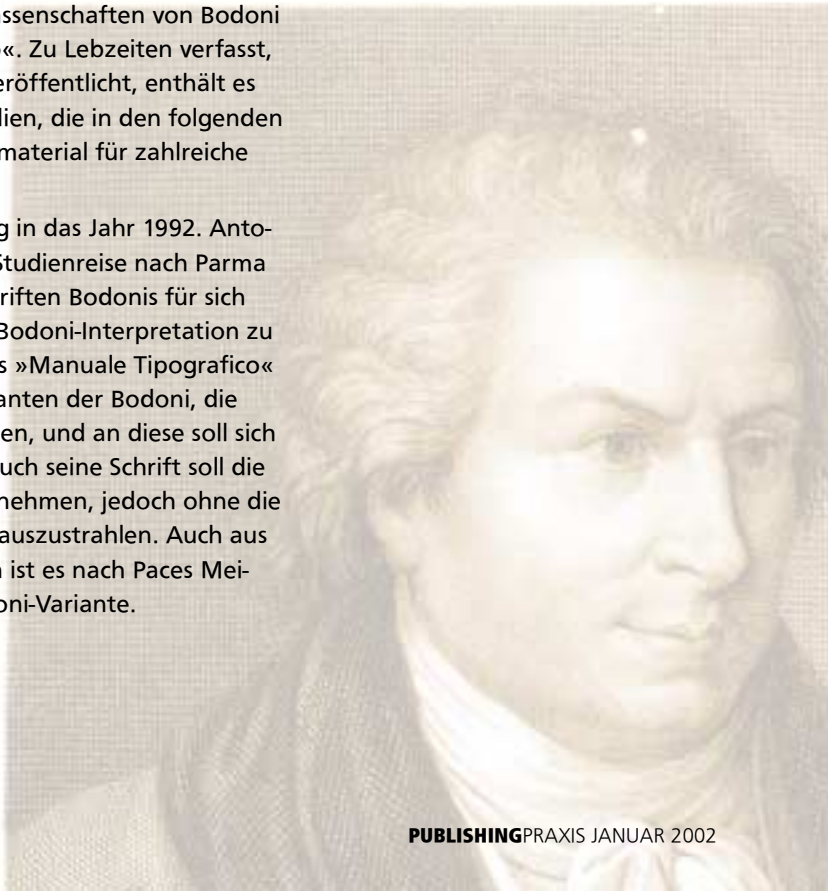 ssenschaften von Bodoni
«. Zu Lebzeiten verfasst,
eröffentlicht, enthält es
dien, die in den folgenden
material für zahlreiche
g in das Jahr 1992. Anto-
Studienreise nach Parma
riften Bodonis für sich
Bodoni-Interpretation zu
s »Manuale Tipografico«
anten der Bodoni, die
en, und an diese soll sich
uch seine Schrift soll die
nehmen, jedoch ohne die
auszustrahlen. Auch aus
n ist es nach Paces Mei-
oni-Variante.
PUBLISHINGPRAXIS JANUAR 2002